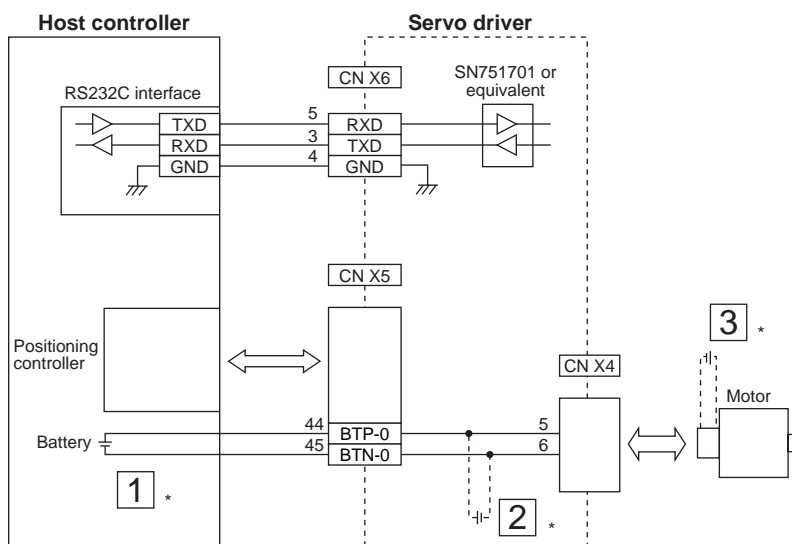 Host controller
Servo driver
CN X6
SN751701 or
equivalent
RS232C interface
TXD 5 RXD
RXD 3 TXD
GND 4 GND
CN X5
3 *
Positioning
controller
CN X4
Motor
Battery
44 BTP-0 5
45 BTN-0 6
1 *
2 *